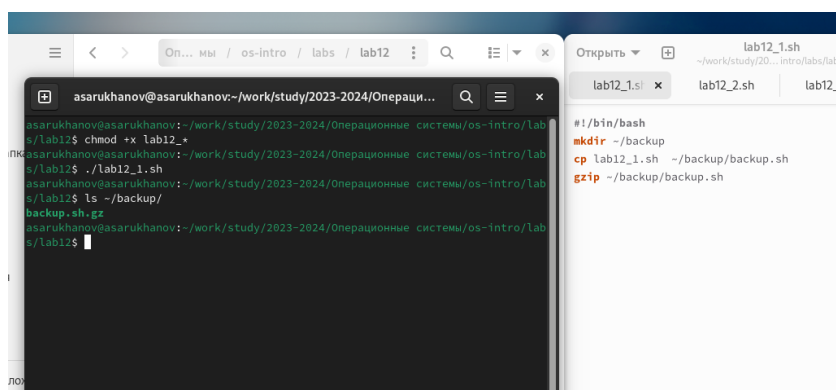 Оп... мы / os-intro / labs / lab12
asarukhanov@asarukhanov:~/work/study/2023-2024/Операци...
asarukhanov@asarukhanov:~/work/study/2023-2024/Операционные системы/os-intro/lab
s/lab12$ chmod +x lab12_*
asarukhanov@asarukhanov:~/work/study/2023-2024/Операционные системы/os-intro/lab
s/lab12$ ./lab12_1.sh
asarukhanov@asarukhanov:~/work/study/2023-2024/Операционные системы/os-intro/lab
s/lab12$ ls ~/backup/
backup.sh.gz
asarukhanov@asarukhanov:~/work/study/2023-2024/Операционные системы/os-intro/lab
s/lab12$
Открыть
lab12_1.sh
~/work/study/20... intro/labs/lab
lab12_1.sh
lab12_2.sh
lab12_
#!/bin/bash
mkdir ~/backup
cp lab12_1.sh  ~/backup/backup.sh
gzip ~/backup/backup.sh